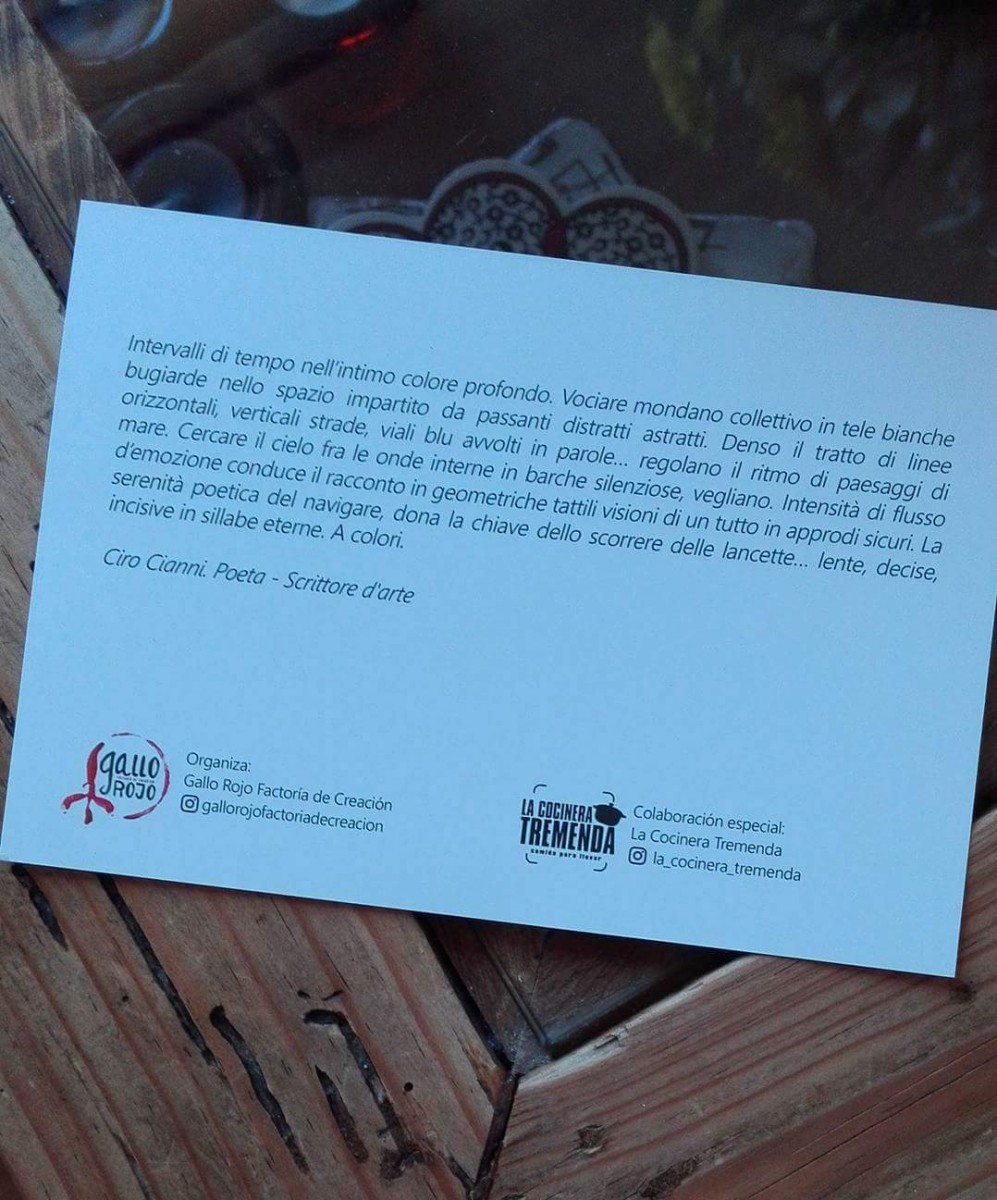 Intervalli di tempo nell'intimo colore profondo. Vociare mondano collettivo in tele bianche
bugiarde nello spazio impartito da passanti distratti astratti. Denso il tratto di linee
orizzontali, verticali strade, viali blu avvolti in parole... regolano il ritmo di paesaggi di
mare. Cercare il cielo fra le onde interne in barche silenziose, vegliano. Intensità di flusso
d'emozione conduce il racconto in geometriche tattili visioni di un tutto in approdi sicuri. La
serenità poetica del navigare, dona la chiave dello scorrere delle lancette... lente, decise,
incisive in sillabe eterne. A colori.
Ciro Cianni. Poeta - Scrittore d'arte
gallo
ROJO
Organiza:
Gallo Rojo Factoría de Creación
gallorojofactoriadecreacion
LA COCINERA
TREMENDA
comida para llevar
Colaboración especial:
La Cocinera Tremenda
la_cocinera_tremenda